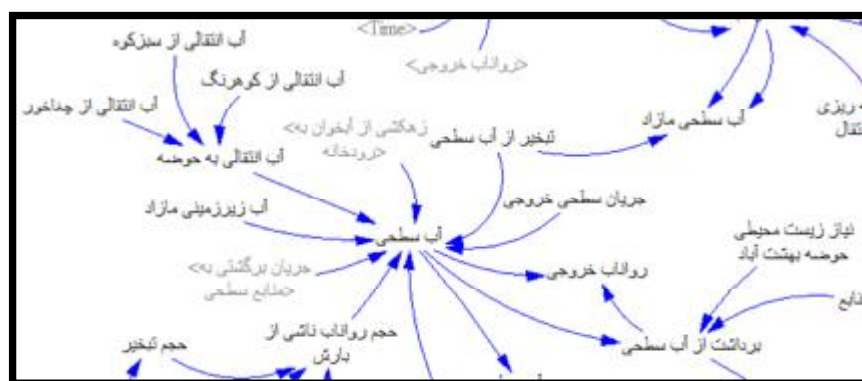 <Time>
آب انتقالی از سبزکوه
<رواناب خروجی>
آب انتقالی از کوهرنگ
آب انتقالی از چغاخور
ریزی
آب سطحی مازاد
<زهکشی از آبخوان به
رودخانه>
تبخیر از آب سطحی
آب انتقالی به حوضه
جریان سطحی خروجی
آب زیرزمینی مازاد
نیاز زیست محیطی
حوضه بهشت آباد
آب سطحی
<جریان برگشتی به
منابع سطحی>
رواناب خروجی
حجم رواناب ناشی از
بارش
حجم تبخیر
برداشت از آب سطحی